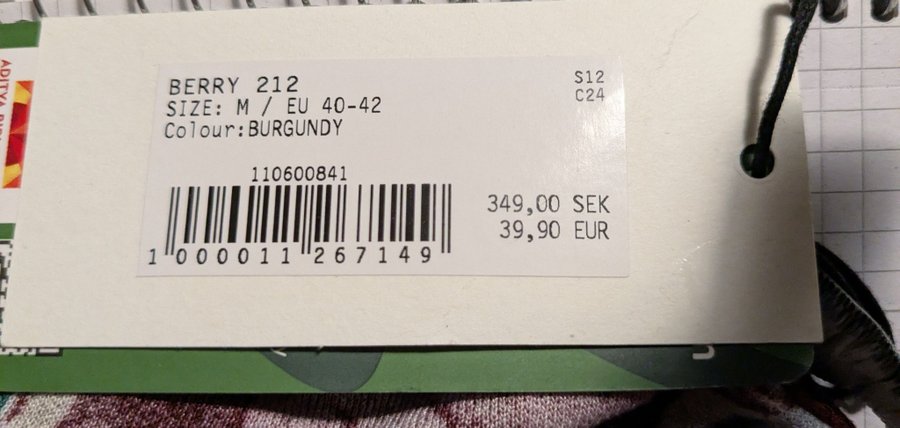 BERRY 212
SIZE: M / EU 40-42
Colour:BURGUNDY
S12
C24
110600841
1 000011 267149
349,00 SEK
39,90 EUR
ADITYA